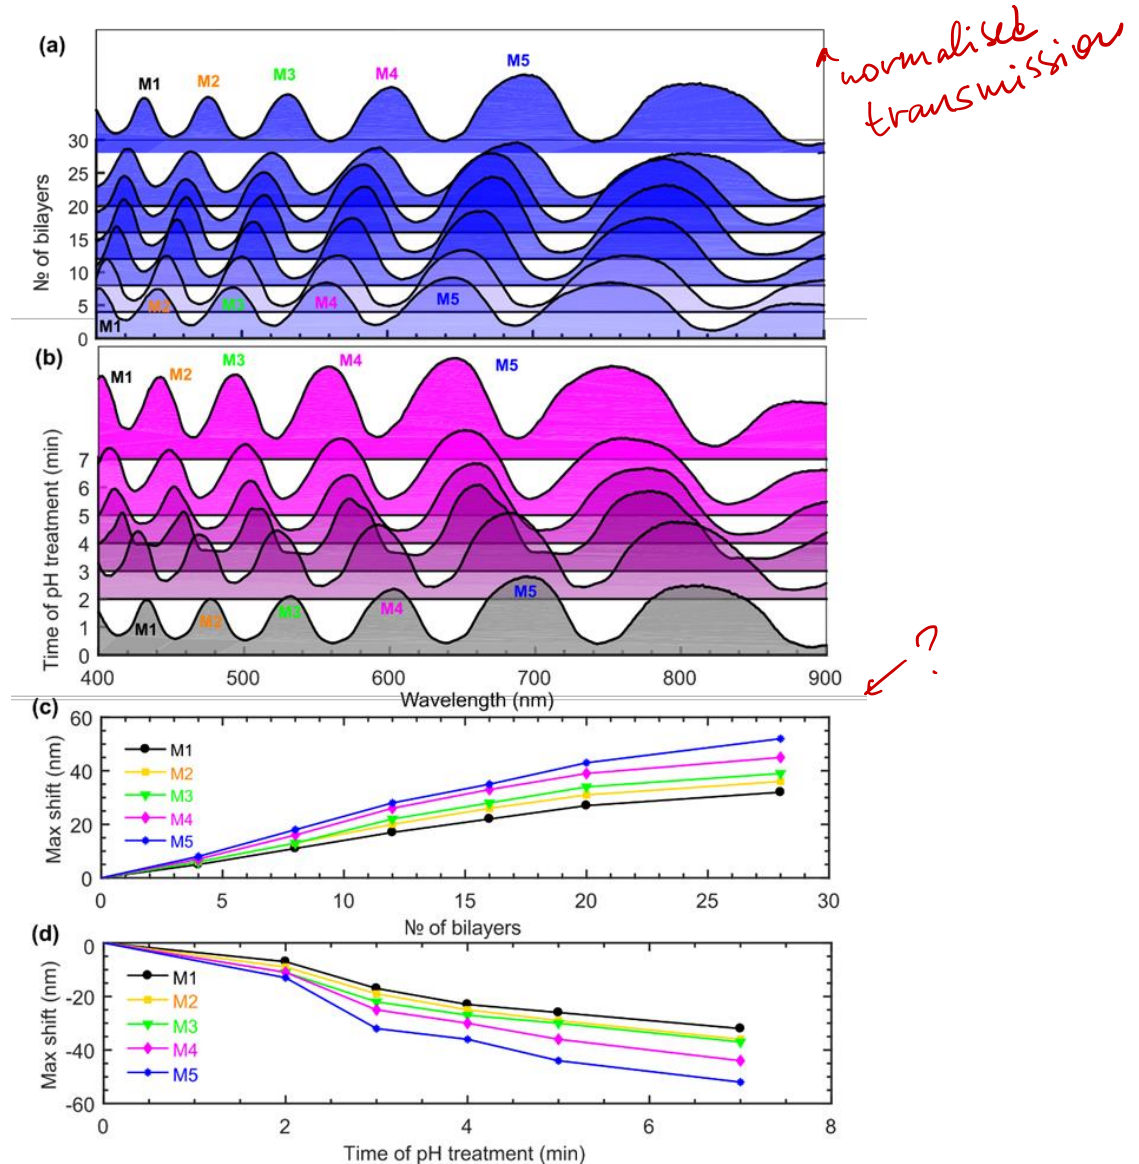 (a)
normalised
transmission
M1 M2 M3 M4 M5
30
25
20
15
10
5
0
№ of bilayers
M1 M2 M3 M4 M5
(b)
M1 M2 M3 M4 M5
7
6
5
4
3
2
1
0
Time of pH treatment (min)
M1 M2 M3 M4 M5
400 500 600 700 800 900
Wavelength (nm)
?
(c)
60
40
20
0
Max shift (nm)
M1
M2
M3
M4
M5
0 5 10 15 20 25 30
№ of bilayers
(d)
0
-20
-40
-60
Max shift (nm)
M1
M2
M3
M4
M5
0 2 4 6 8
Time of pH treatment (min)